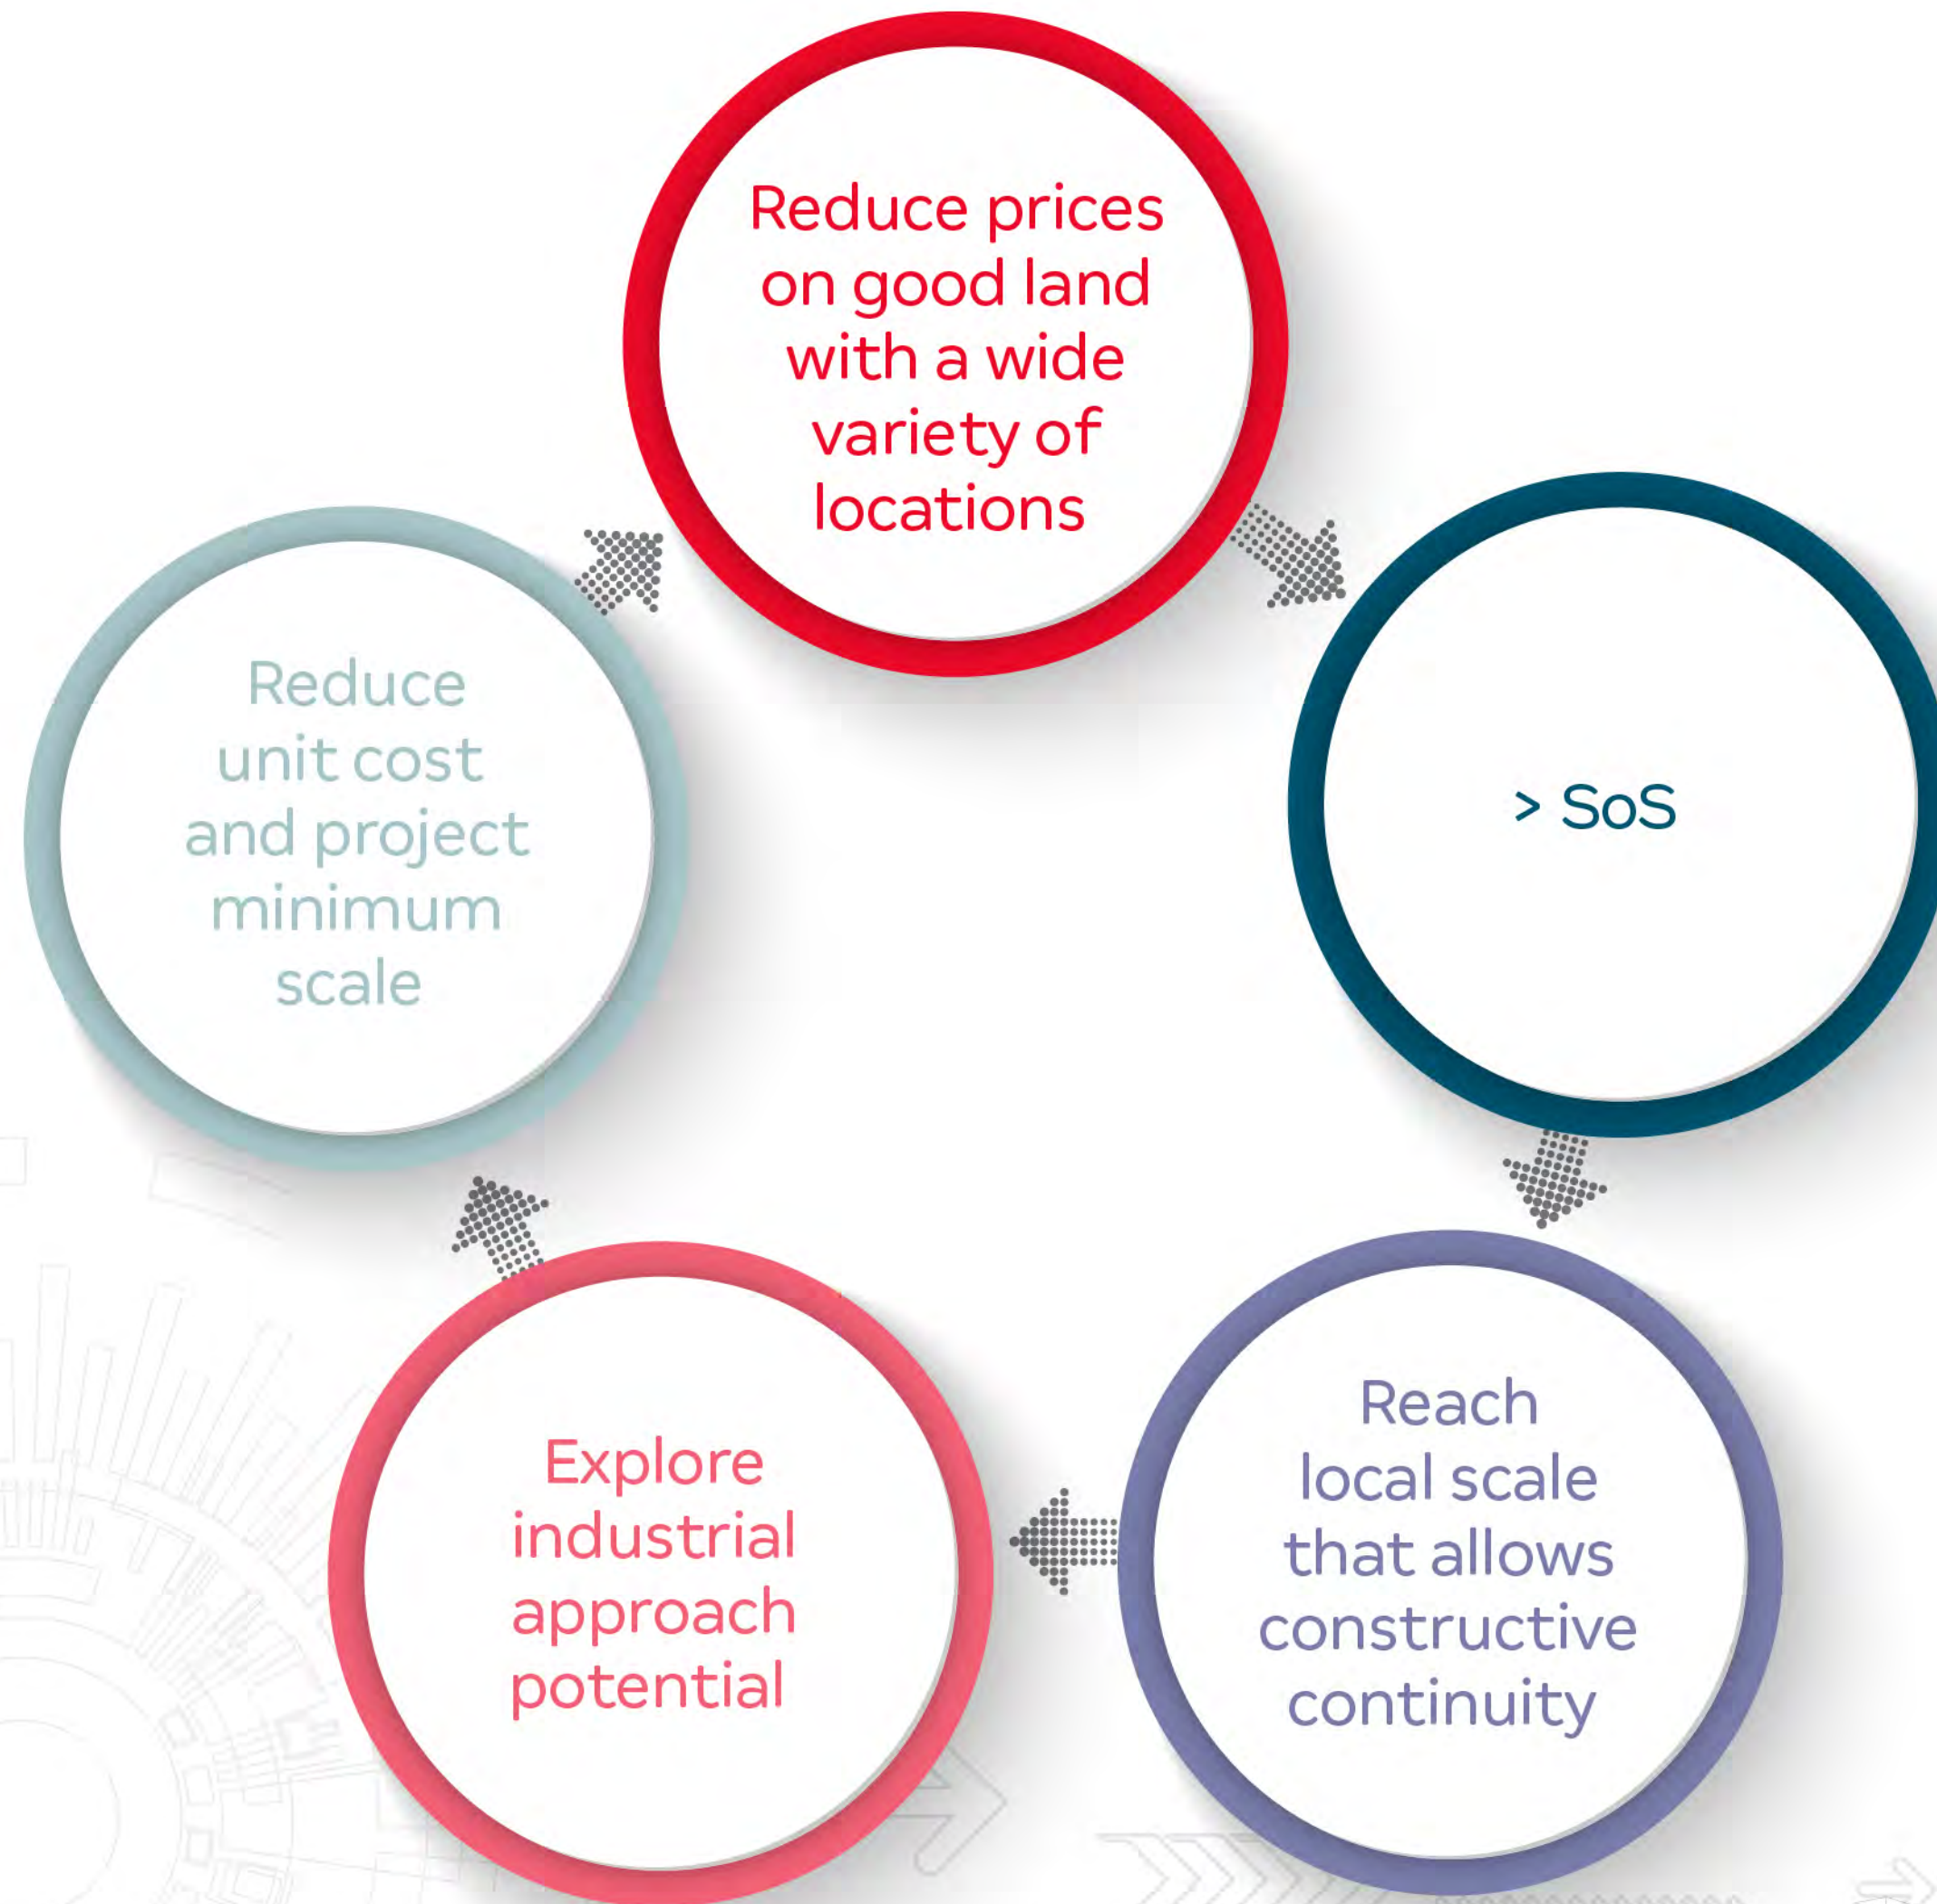 Reduce prices
on good land
with a wide
variety of
locations
> SoS
Reach
local scale
that allows
constructive
continuity
Explore
industrial
approach
potential
Reduce
unit cost
and project
minimum
scale